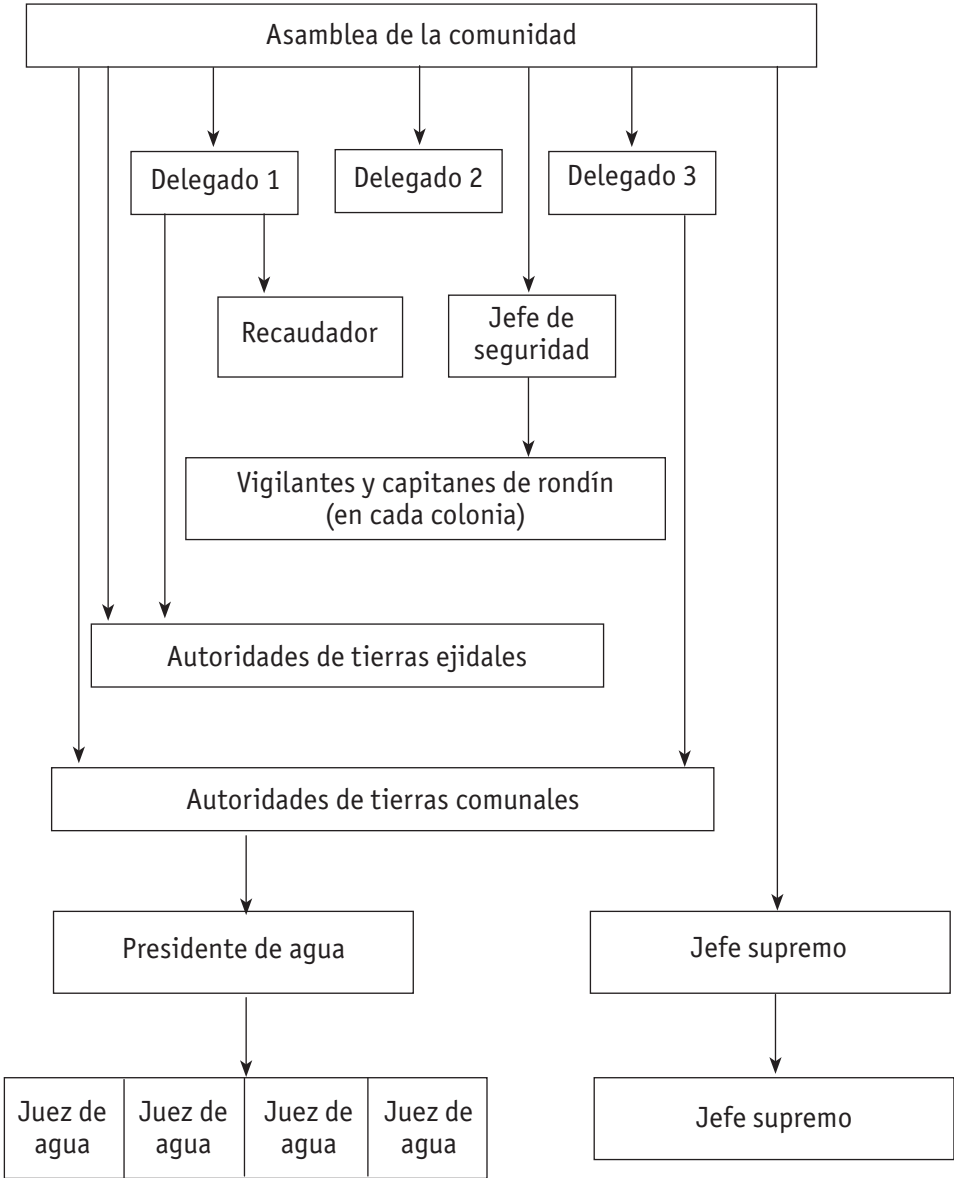 Asamblea de la comunidad
Delegado 1
Delegado 2
Delegado 3
Recaudador
Jefe de
seguridad
Vigilantes y capitanes de rondín
(en cada colonia)
Autoridades de tierras ejidales
Autoridades de tierras comunales
Presidente de agua
Jefe supremo
Juez de
agua
Juez de
agua
Juez de
agua
Juez de
agua
Jefe supremo